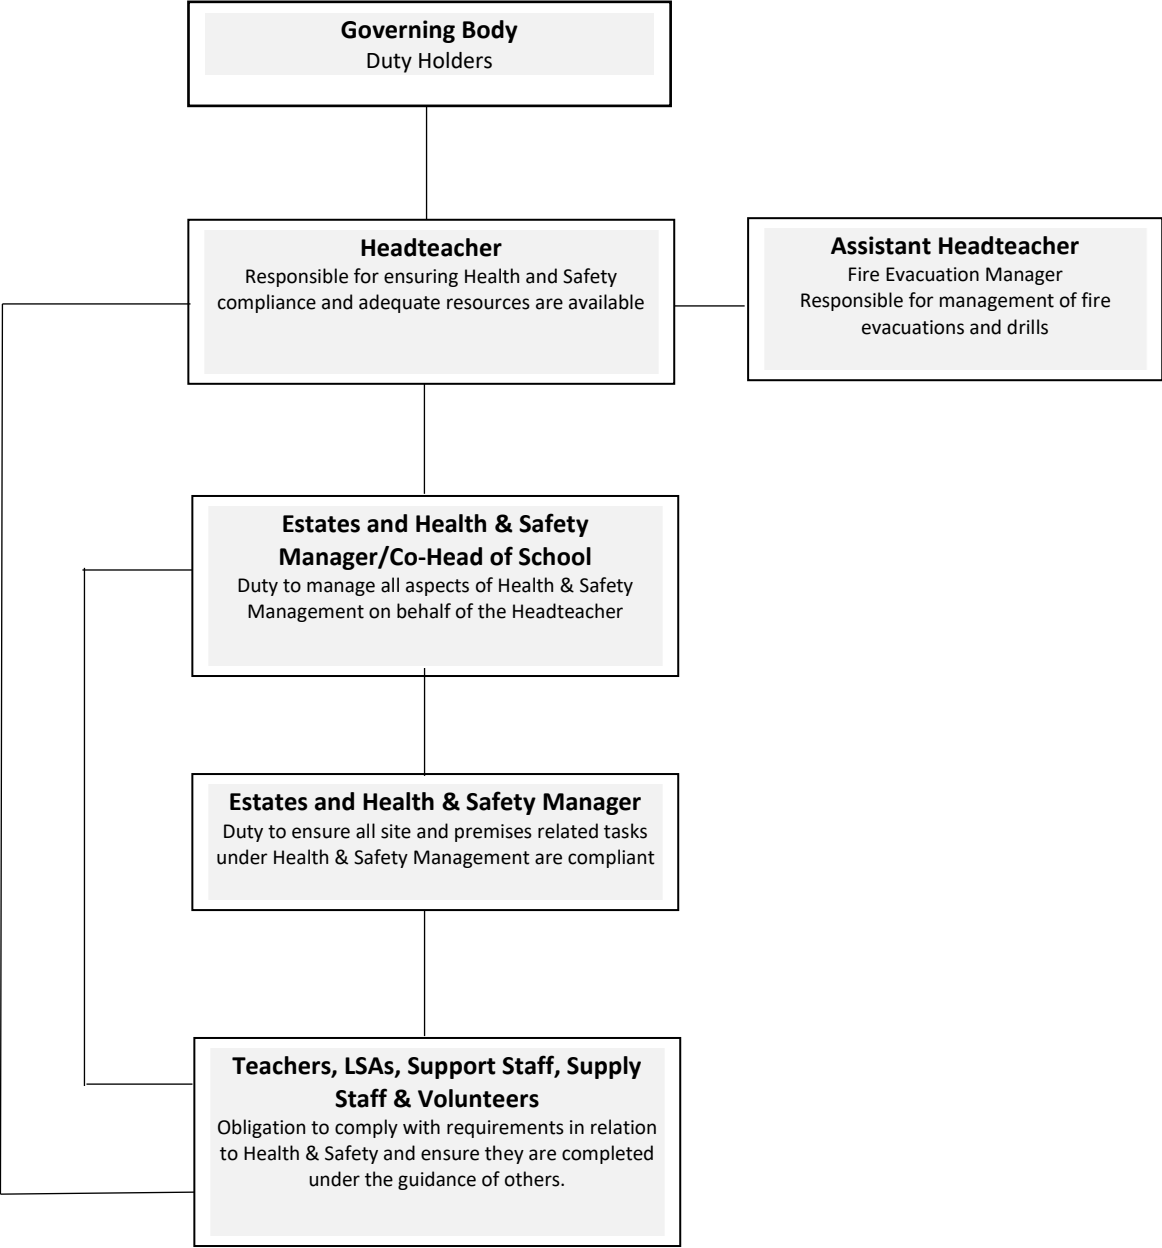 Governing Body
Duty Holders
Headteacher
Responsible for ensuring Health and Safety
compliance and adequate resources are available
Assistant Headteacher
Fire Evacuation Manager
Responsible for management of fire
evacuations and drills
Estates and Health & Safety
Manager/Co-Head of School
Duty to manage all aspects of Health & Safety
Management on behalf of the Headteacher
Estates and Health & Safety Manager
Duty to ensure all site and premises related tasks
under Health & Safety Management are compliant
Teachers, LSAs, Support Staff, Supply
Staff & Volunteers
Obligation to comply with requirements in relation
to Health & Safety and ensure they are completed
under the guidance of others.